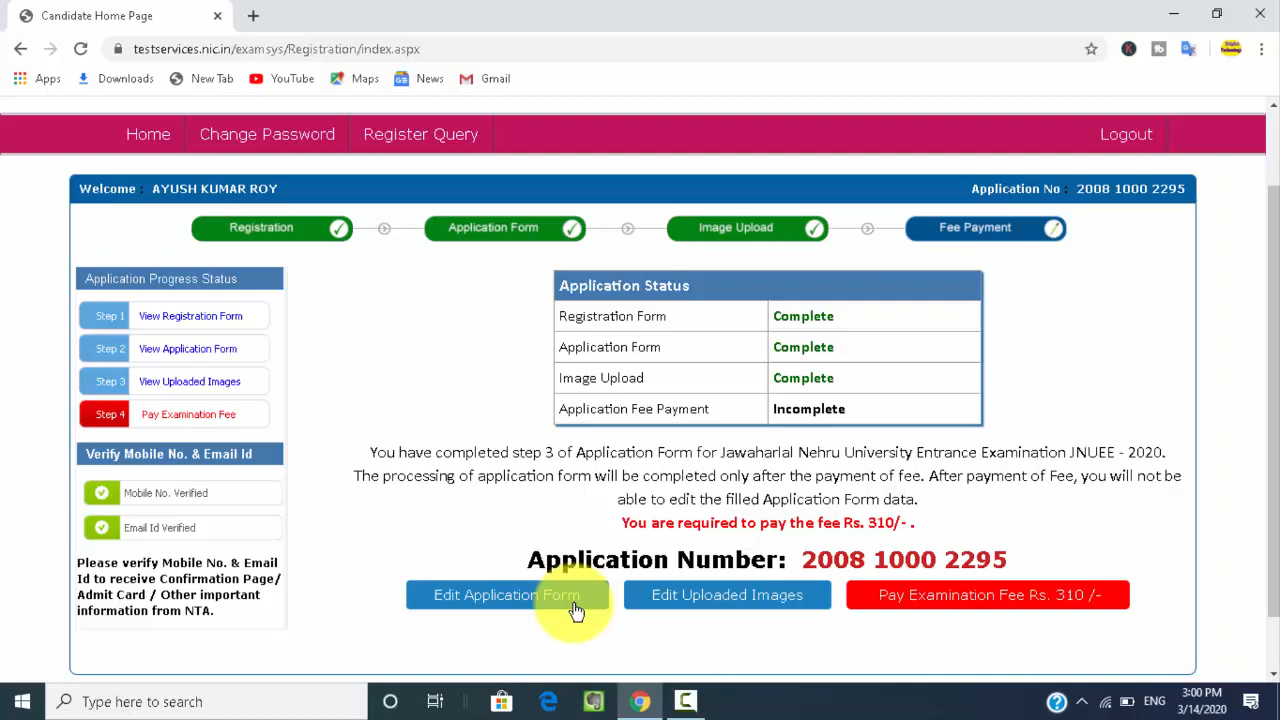 Candidate Home Page
testservices.nic.in/examsys/Registration/index.aspx
Apps Downloads New Tab YouTube Maps News Gmail
Home Change Password Register Query Logout
Welcome : AYUSH KUMAR ROY Application No : 2008 1000 2295
Registration Application Form Image Upload Fee Payment
Application Progress Status
Step 1 View Registration Form
Step 2 View Application Form
Step 3 View Uploaded Images
Step 4 Pay Examination Fee
Verify Mobile No. & Email Id
Mobile No. Verified
Email Id Verified
Please verify Mobile No. & Email
Id to receive Confirmation Page/
Admit Card / Other important
information from NTA.
Application Status
Registration Form Complete
Application Form Complete
Image Upload Complete
Application Fee Payment Incomplete
You have completed step 3 of Application Form for Jawaharlal Nehru University Entrance Examination JNUEE - 2020.
The processing of application form will be completed only after the payment of fee. After payment of Fee, you will not be
able to edit the filled Application Form data.
You are required to pay the fee Rs. 310/- .
Application Number: 2008 1000 2295
Edit Application Form Edit Uploaded Images Pay Examination Fee Rs. 310 /-
Type here to search
ENG
3:00 PM
3/14/2020